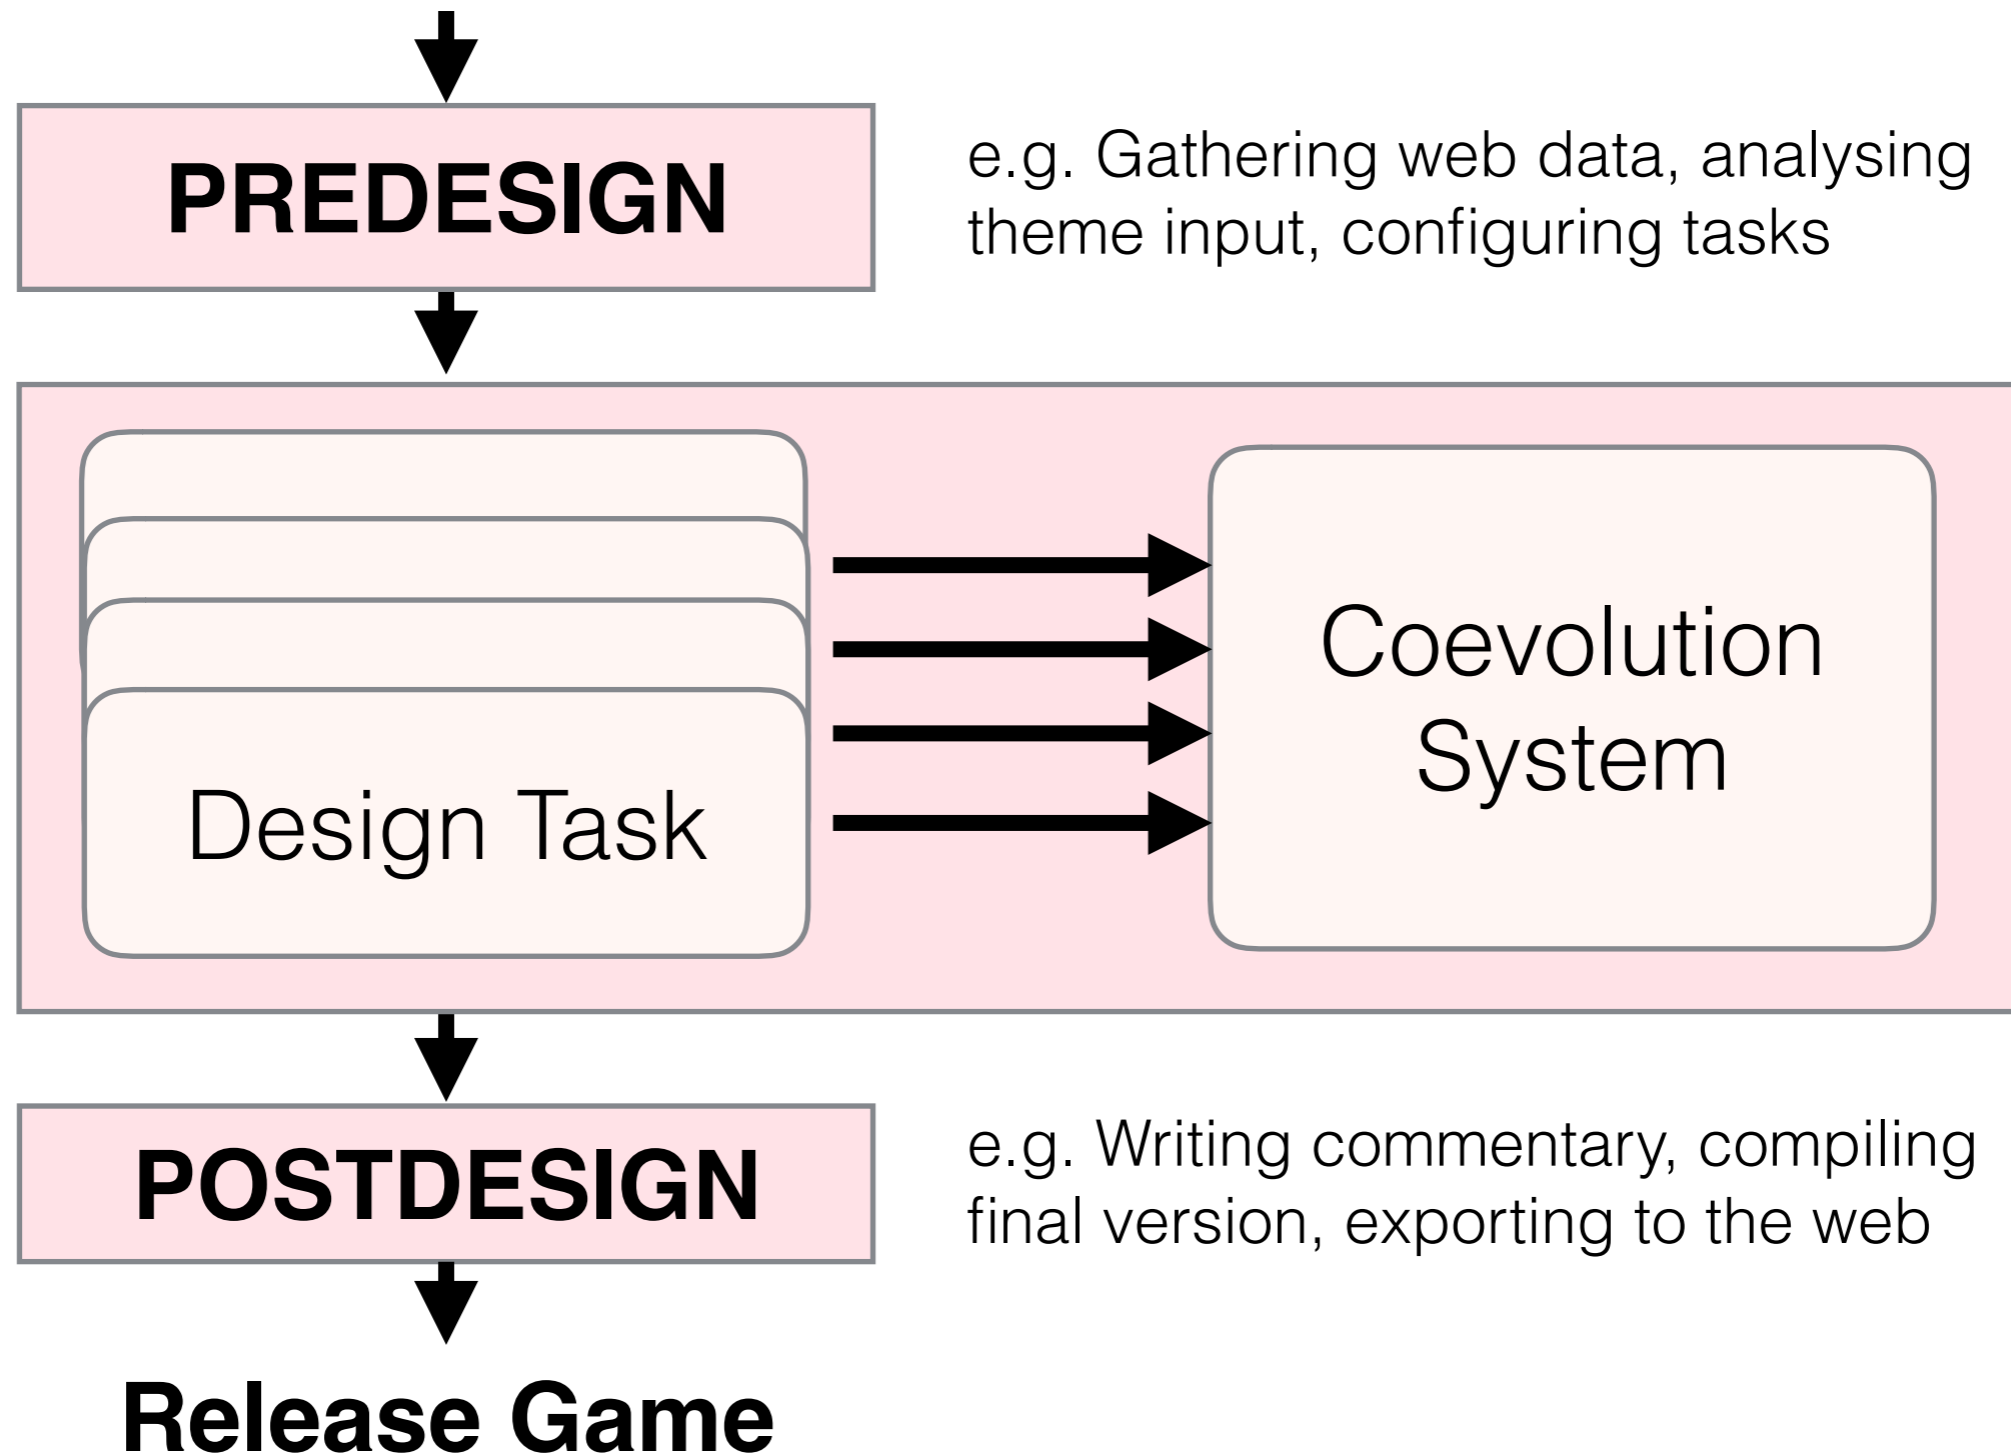 PREDESIGN
e.g. Gathering web data, analysing
theme input, configuring tasks
Design Task
Coevolution
System
POSTDESIGN
e.g. Writing commentary, compiling
final version, exporting to the web
Release Game